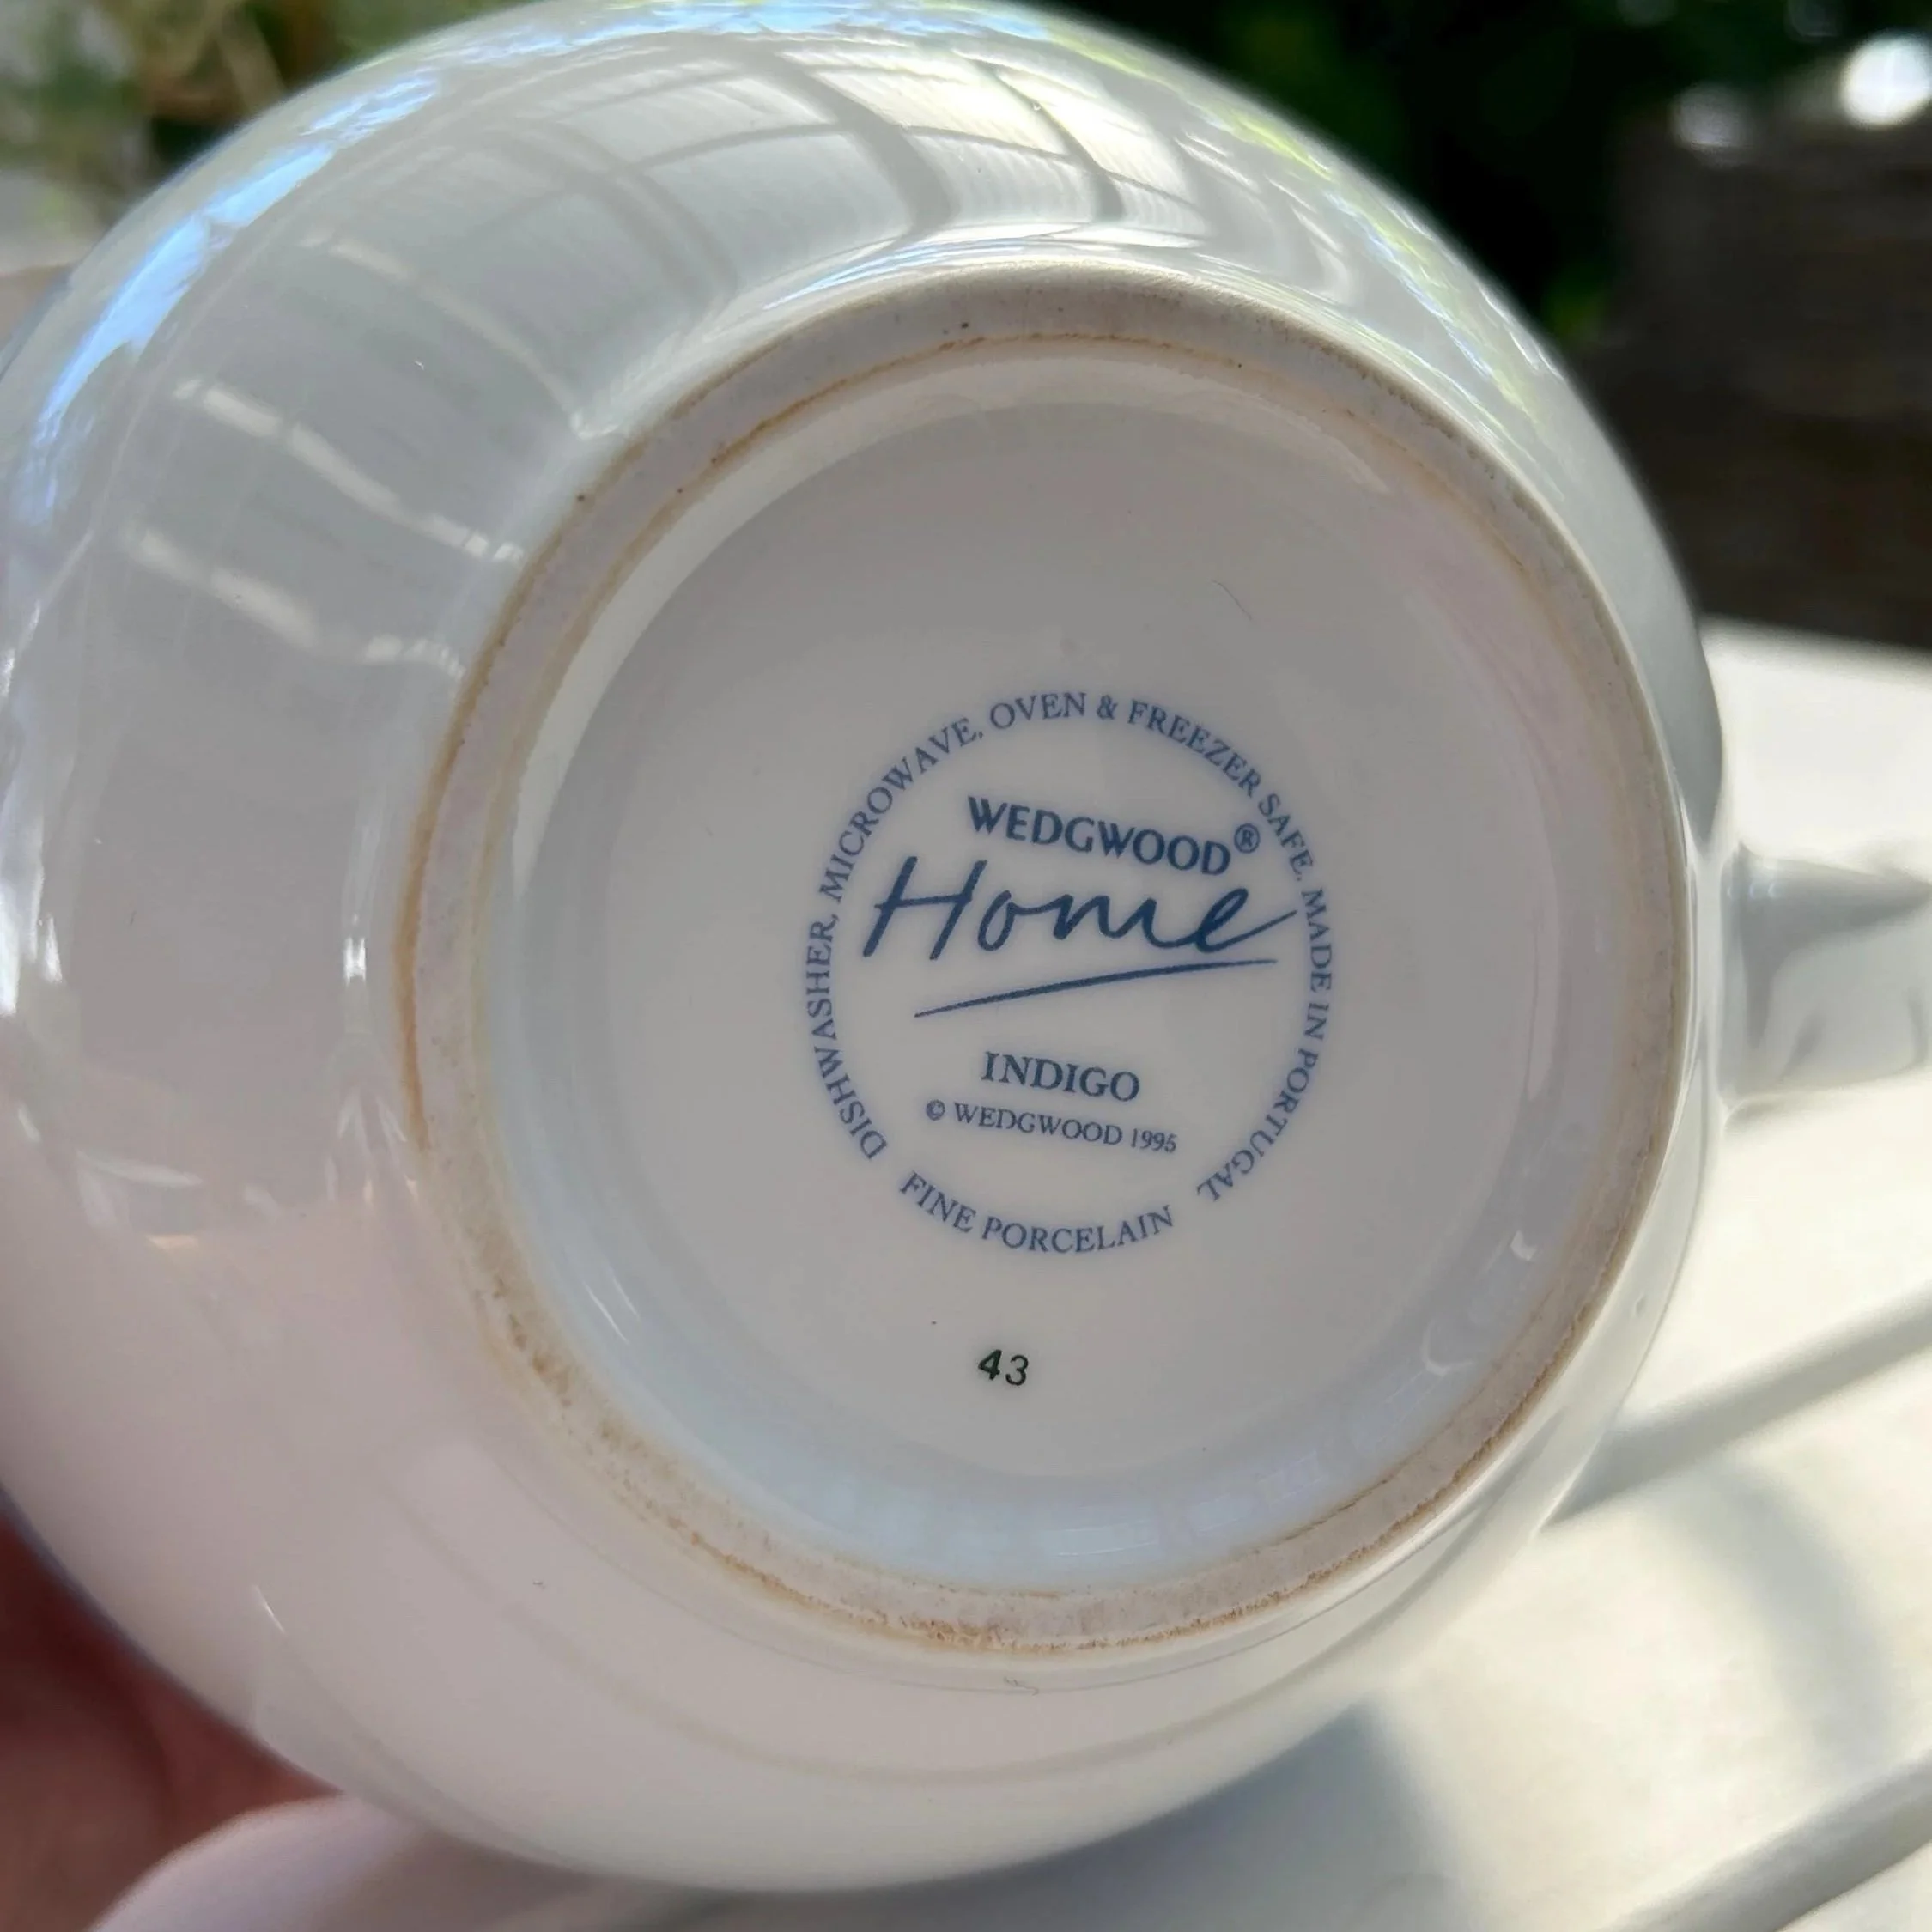 DISHWASHER, MICROWAVE, OVEN & FREEZER SAFE. MADE IN PORTUGAL
WEDGWOOD®
Home
INDIGO
© WEDGWOOD 1995
FINE PORCELAIN
43